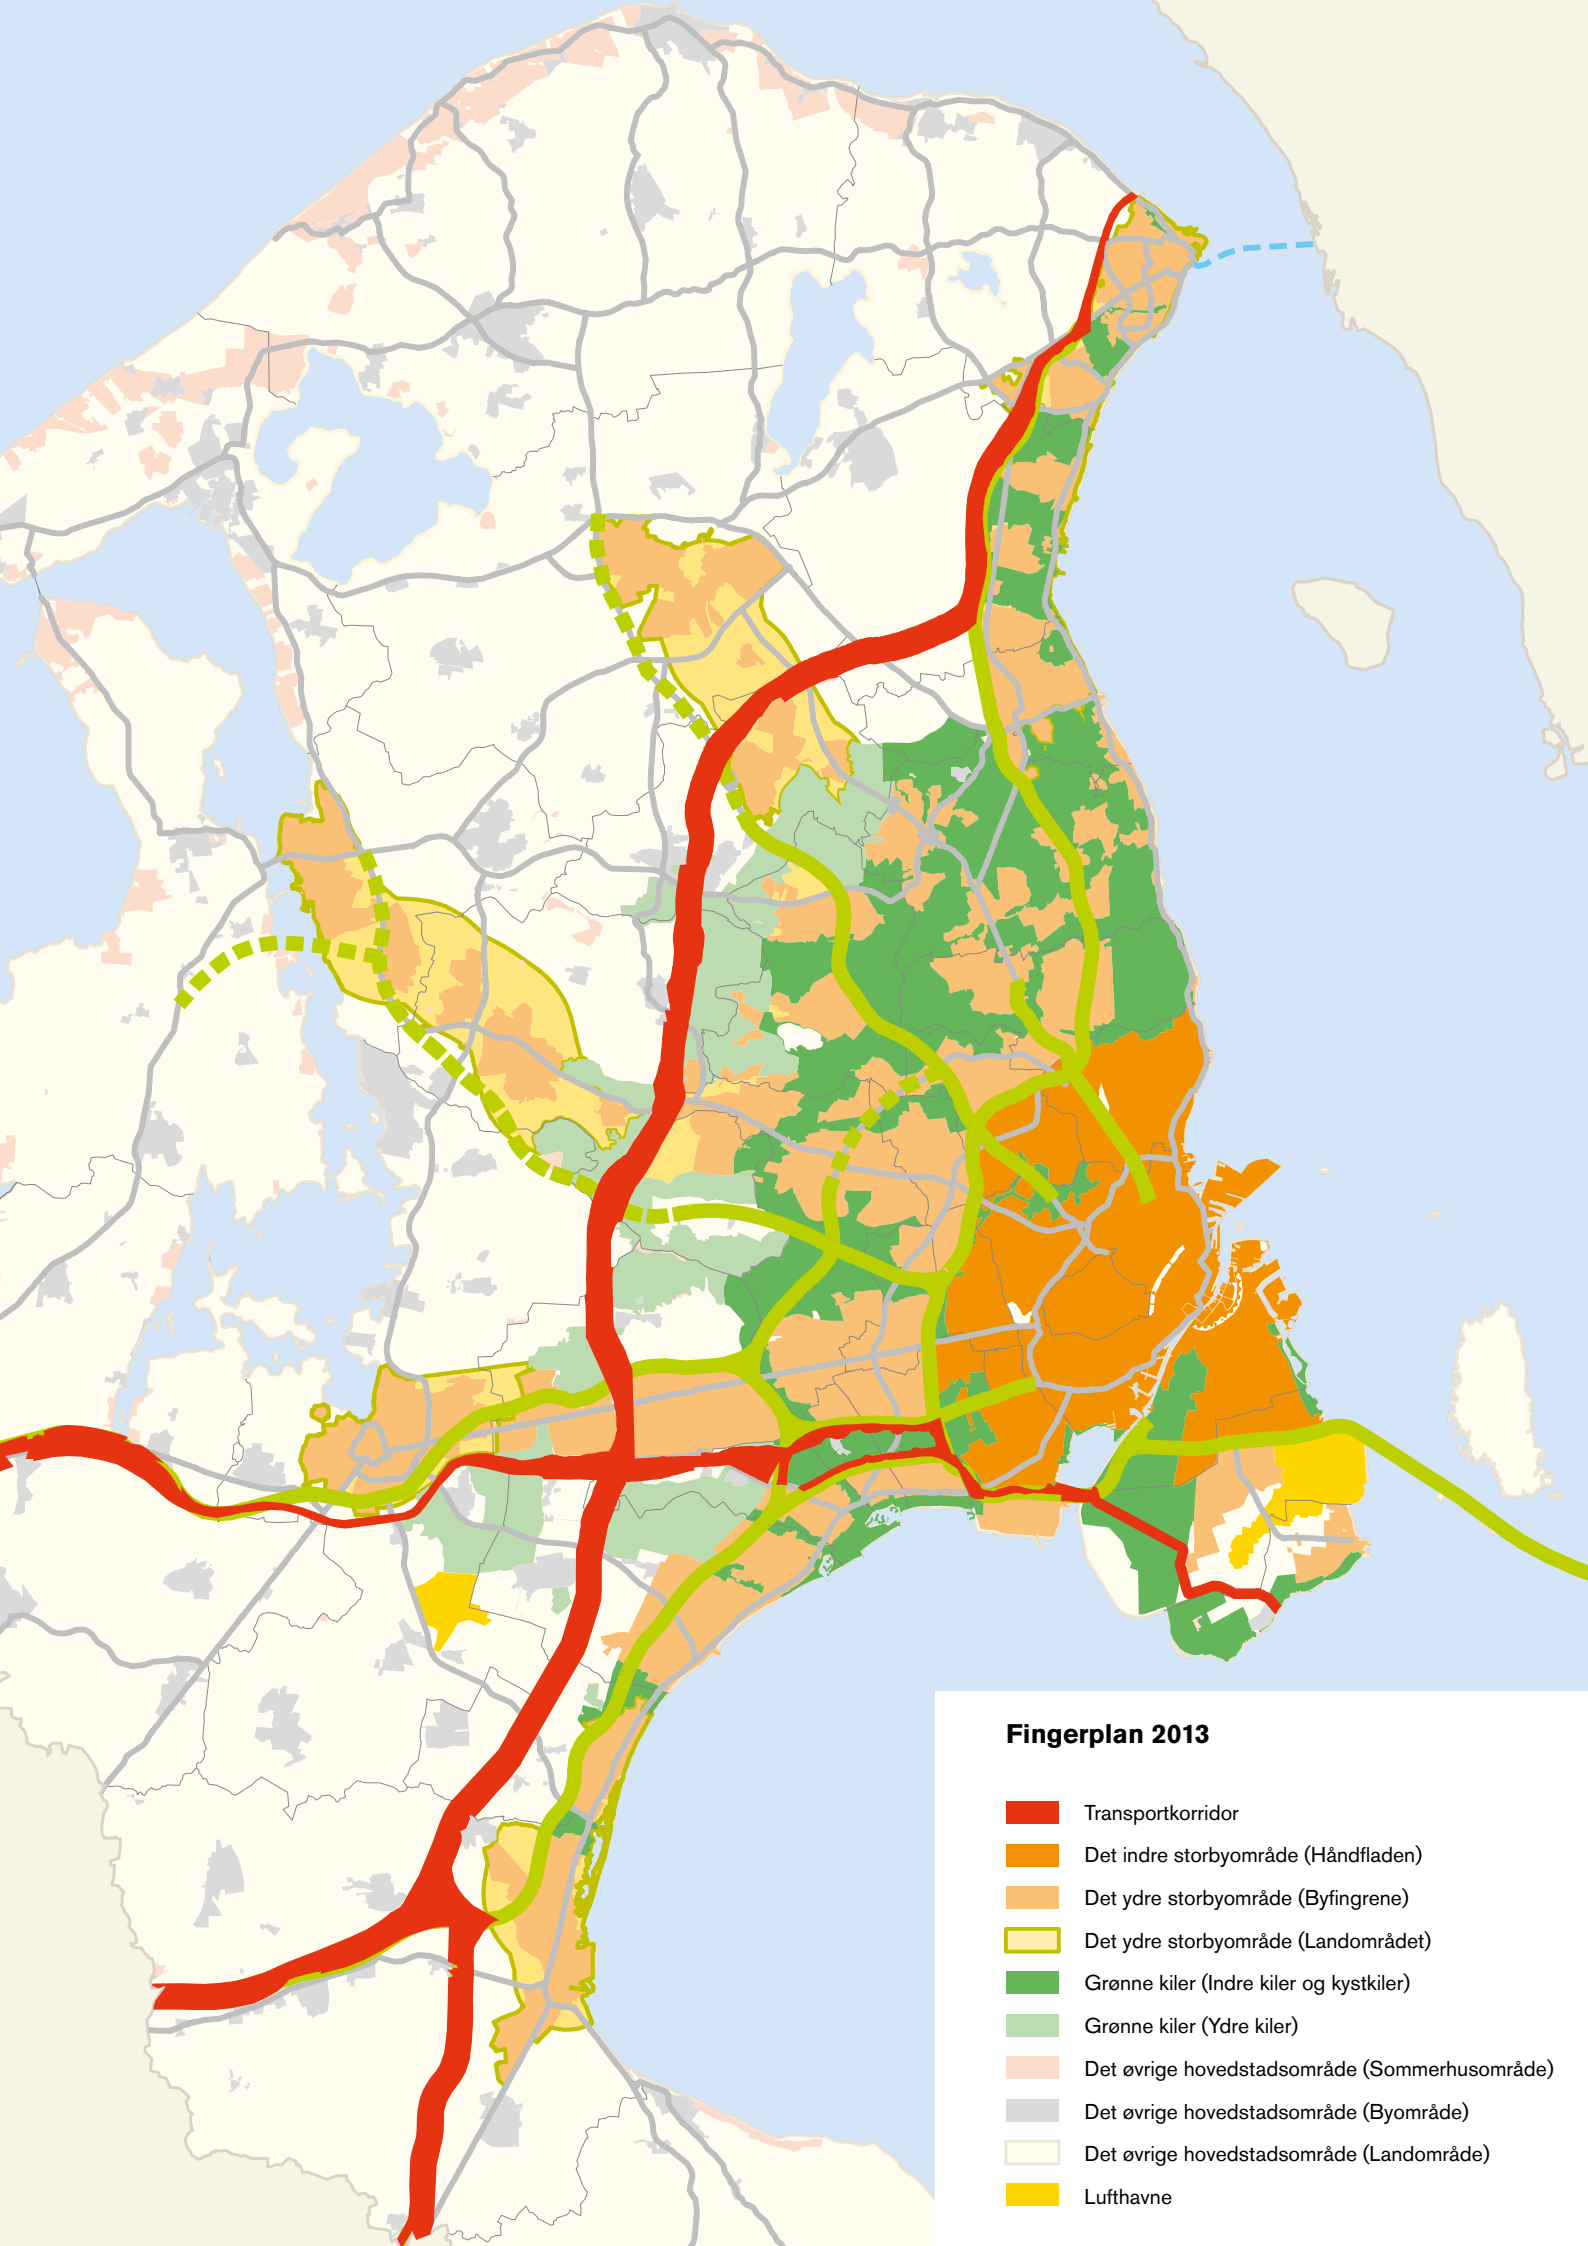 Fingerplan 2013
Transportkorridor
Det indre storbyområde (Håndfladen)
Det ydre storbyområde (Byfingrene)
Det ydre storbyområde (Landområdet)
Grønne kiler (Indre kiler og kystkiler)
Grønne kiler (Ydre kiler)
Det øvrige hovedstadsområde (Sommerhusområde)
Det øvrige hovedstadsområde (Byområde)
Det øvrige hovedstadsområde (Landområde)
Lufthavne